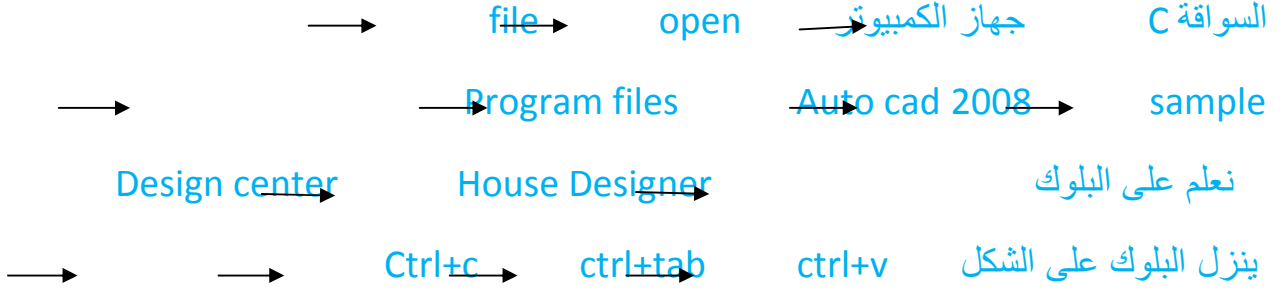 file open جهاز الكمبيوتر السواقة C
Program files Auto cad 2008 sample
Design center House Designer نعلم على البلوك
Ctrl+c ctrl+tab ctrl+v ينزل البلوك على الشكل